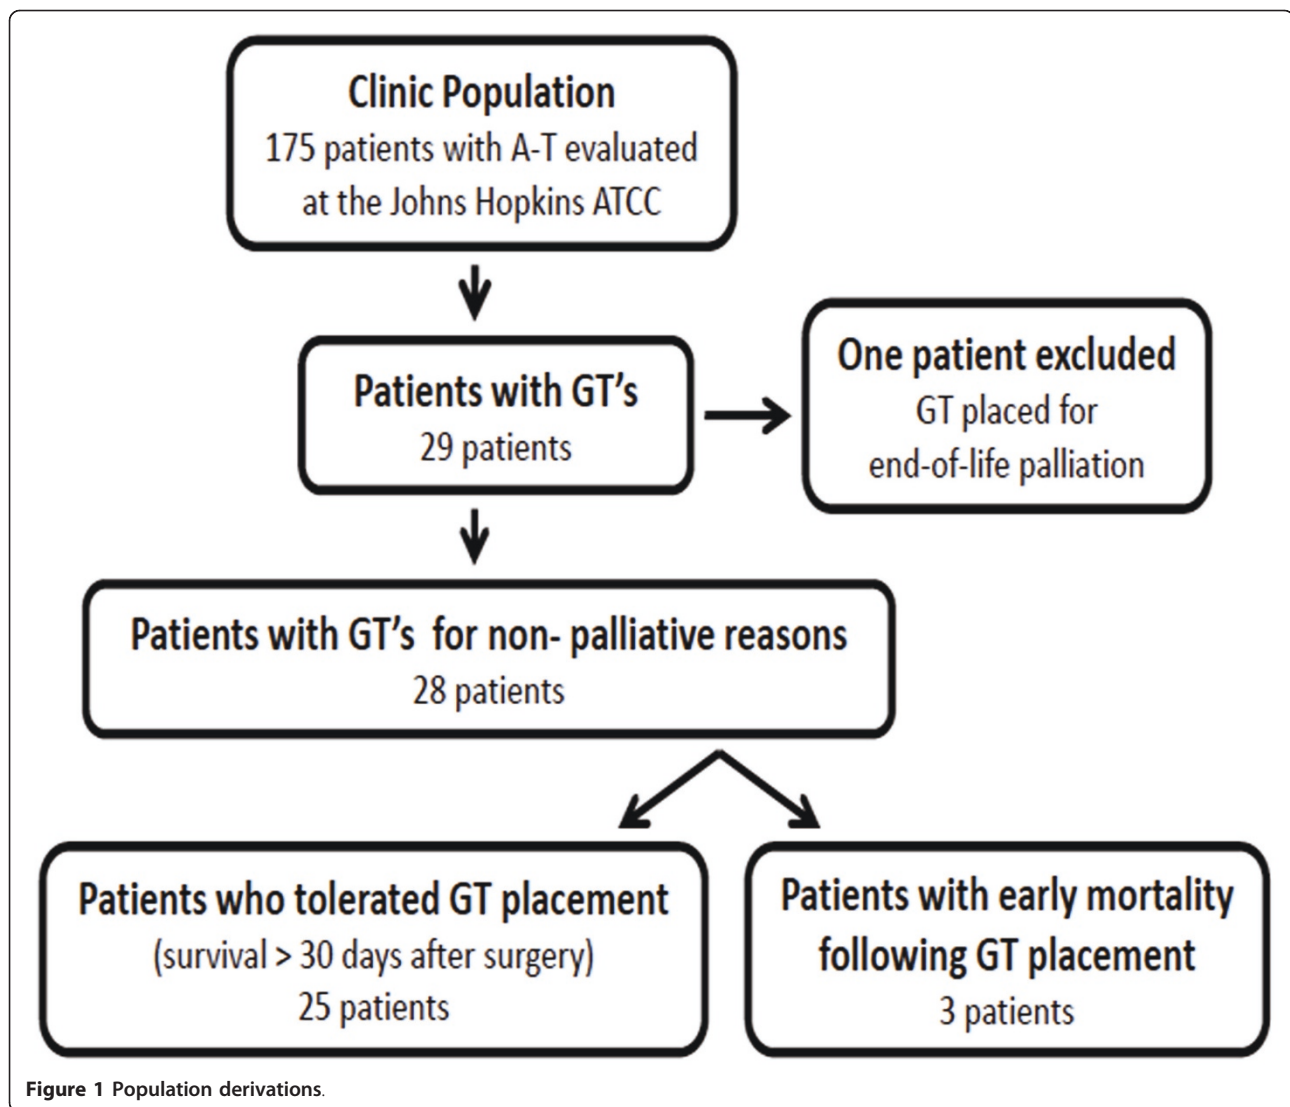 Clinic Population
175 patients with A-T evaluated
at the Johns Hopkins ATCC
Patients with GT's
29 patients
One patient excluded
GT placed for
end-of-life palliation
Patients with GT's  for non- palliative reasons
28 patients
Patients who tolerated GT placement
(survival > 30 days after surgery)
25 patients
Patients with early mortality
following GT placement
3 patients
Figure 1 Population derivations.